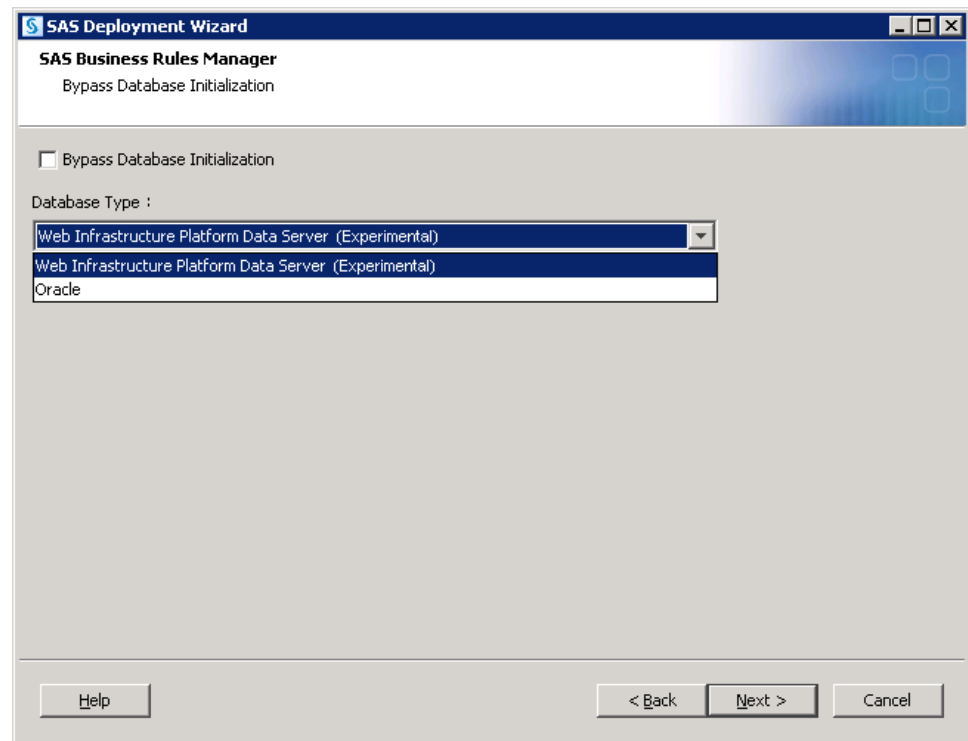 SAS Deployment Wizard
SAS Business Rules Manager
Bypass Database Initialization
Bypass Database Initialization
Database Type :
Web Infrastructure Platform Data Server (Experimental)
Web Infrastructure Platform Data Server (Experimental)
Oracle
Help < Back Next > Cancel